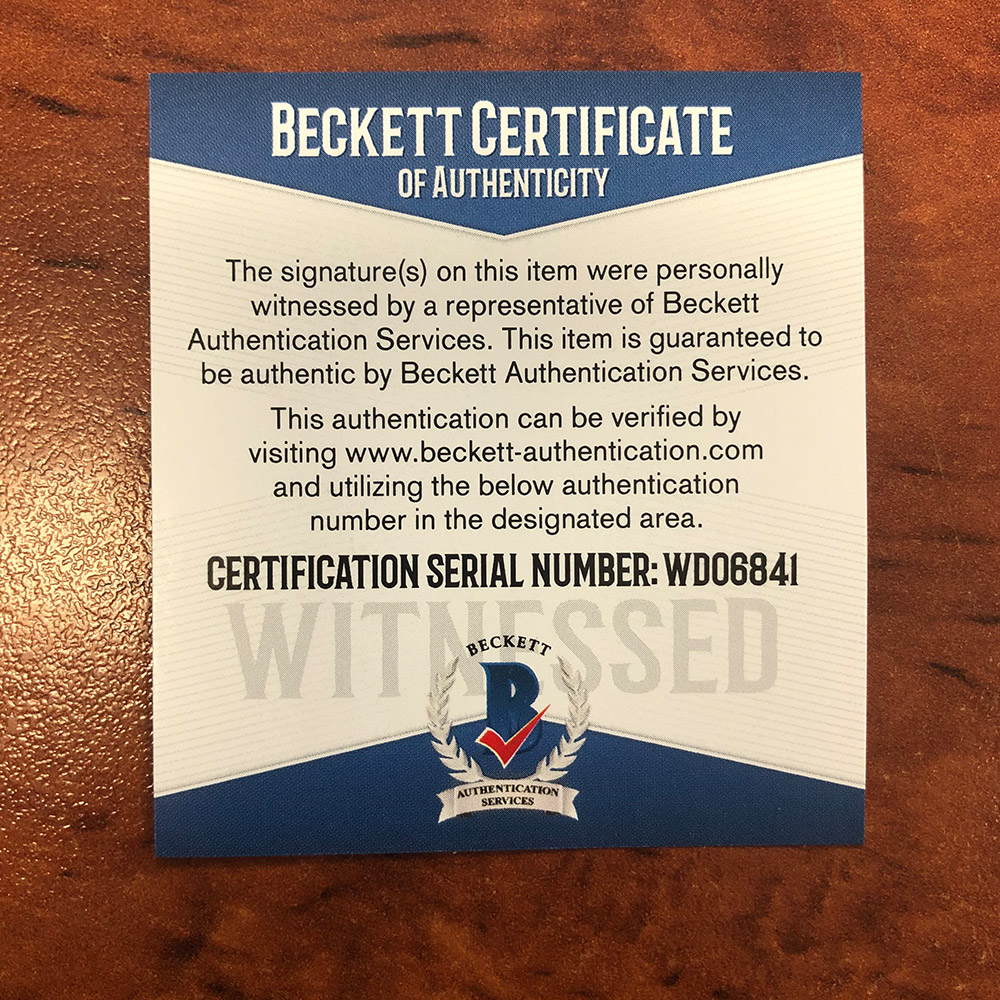 BECKETT CERTIFICATE
OF AUTHENTICITY
The signature(s) on this item were personally
witnessed by a representative of Beckett
Authentication Services. This item is guaranteed to
be authentic by Beckett Authentication Services.
This authentication can be verified by
visiting www.beckett-authentication.com
and utilizing the below authentication
number in the designated area.
CERTIFICATION SERIAL NUMBER: WD06841
WITNESSED
BECKETT
B
AUTHENTICATION
SERVICES